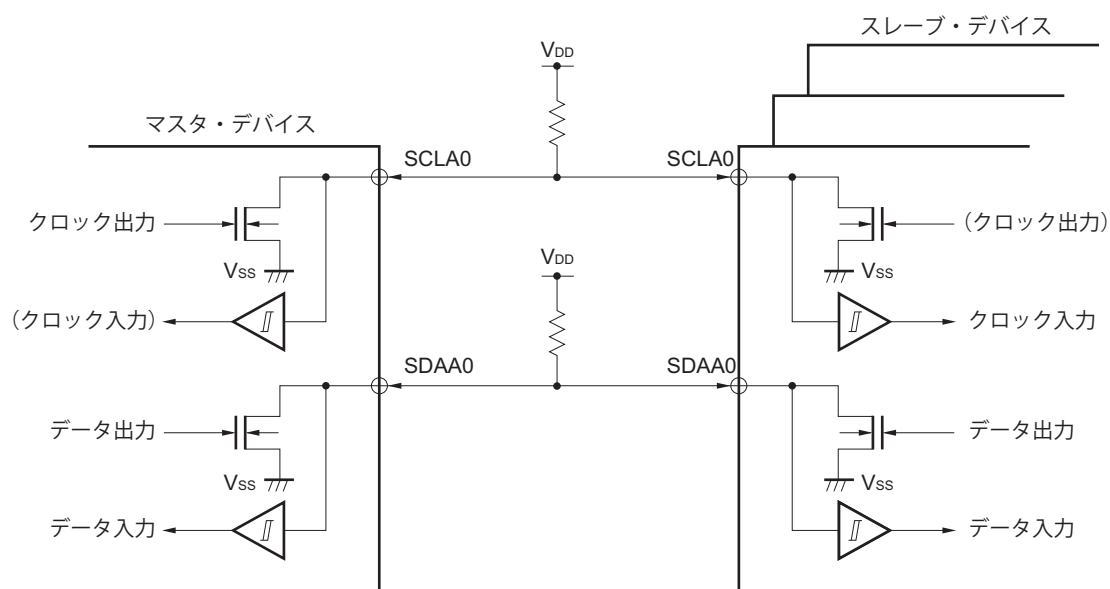 スレーブ・デバイス
VDD
マスタ・デバイス
SCLA0
SCLA0
クロック出力
(クロック出力)
VSS
VSS
(クロック入力)
クロック入力
VDD
SDAA0
SDAA0
データ出力
データ出力
VSS
VSS
データ入力
データ入力